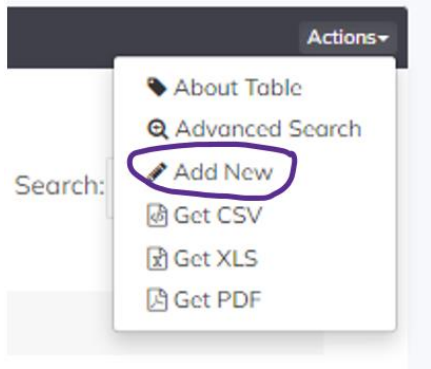 Actions
About Table
Advanced Search
Add New
Search:
Get CSV
Get XLS
Get PDF